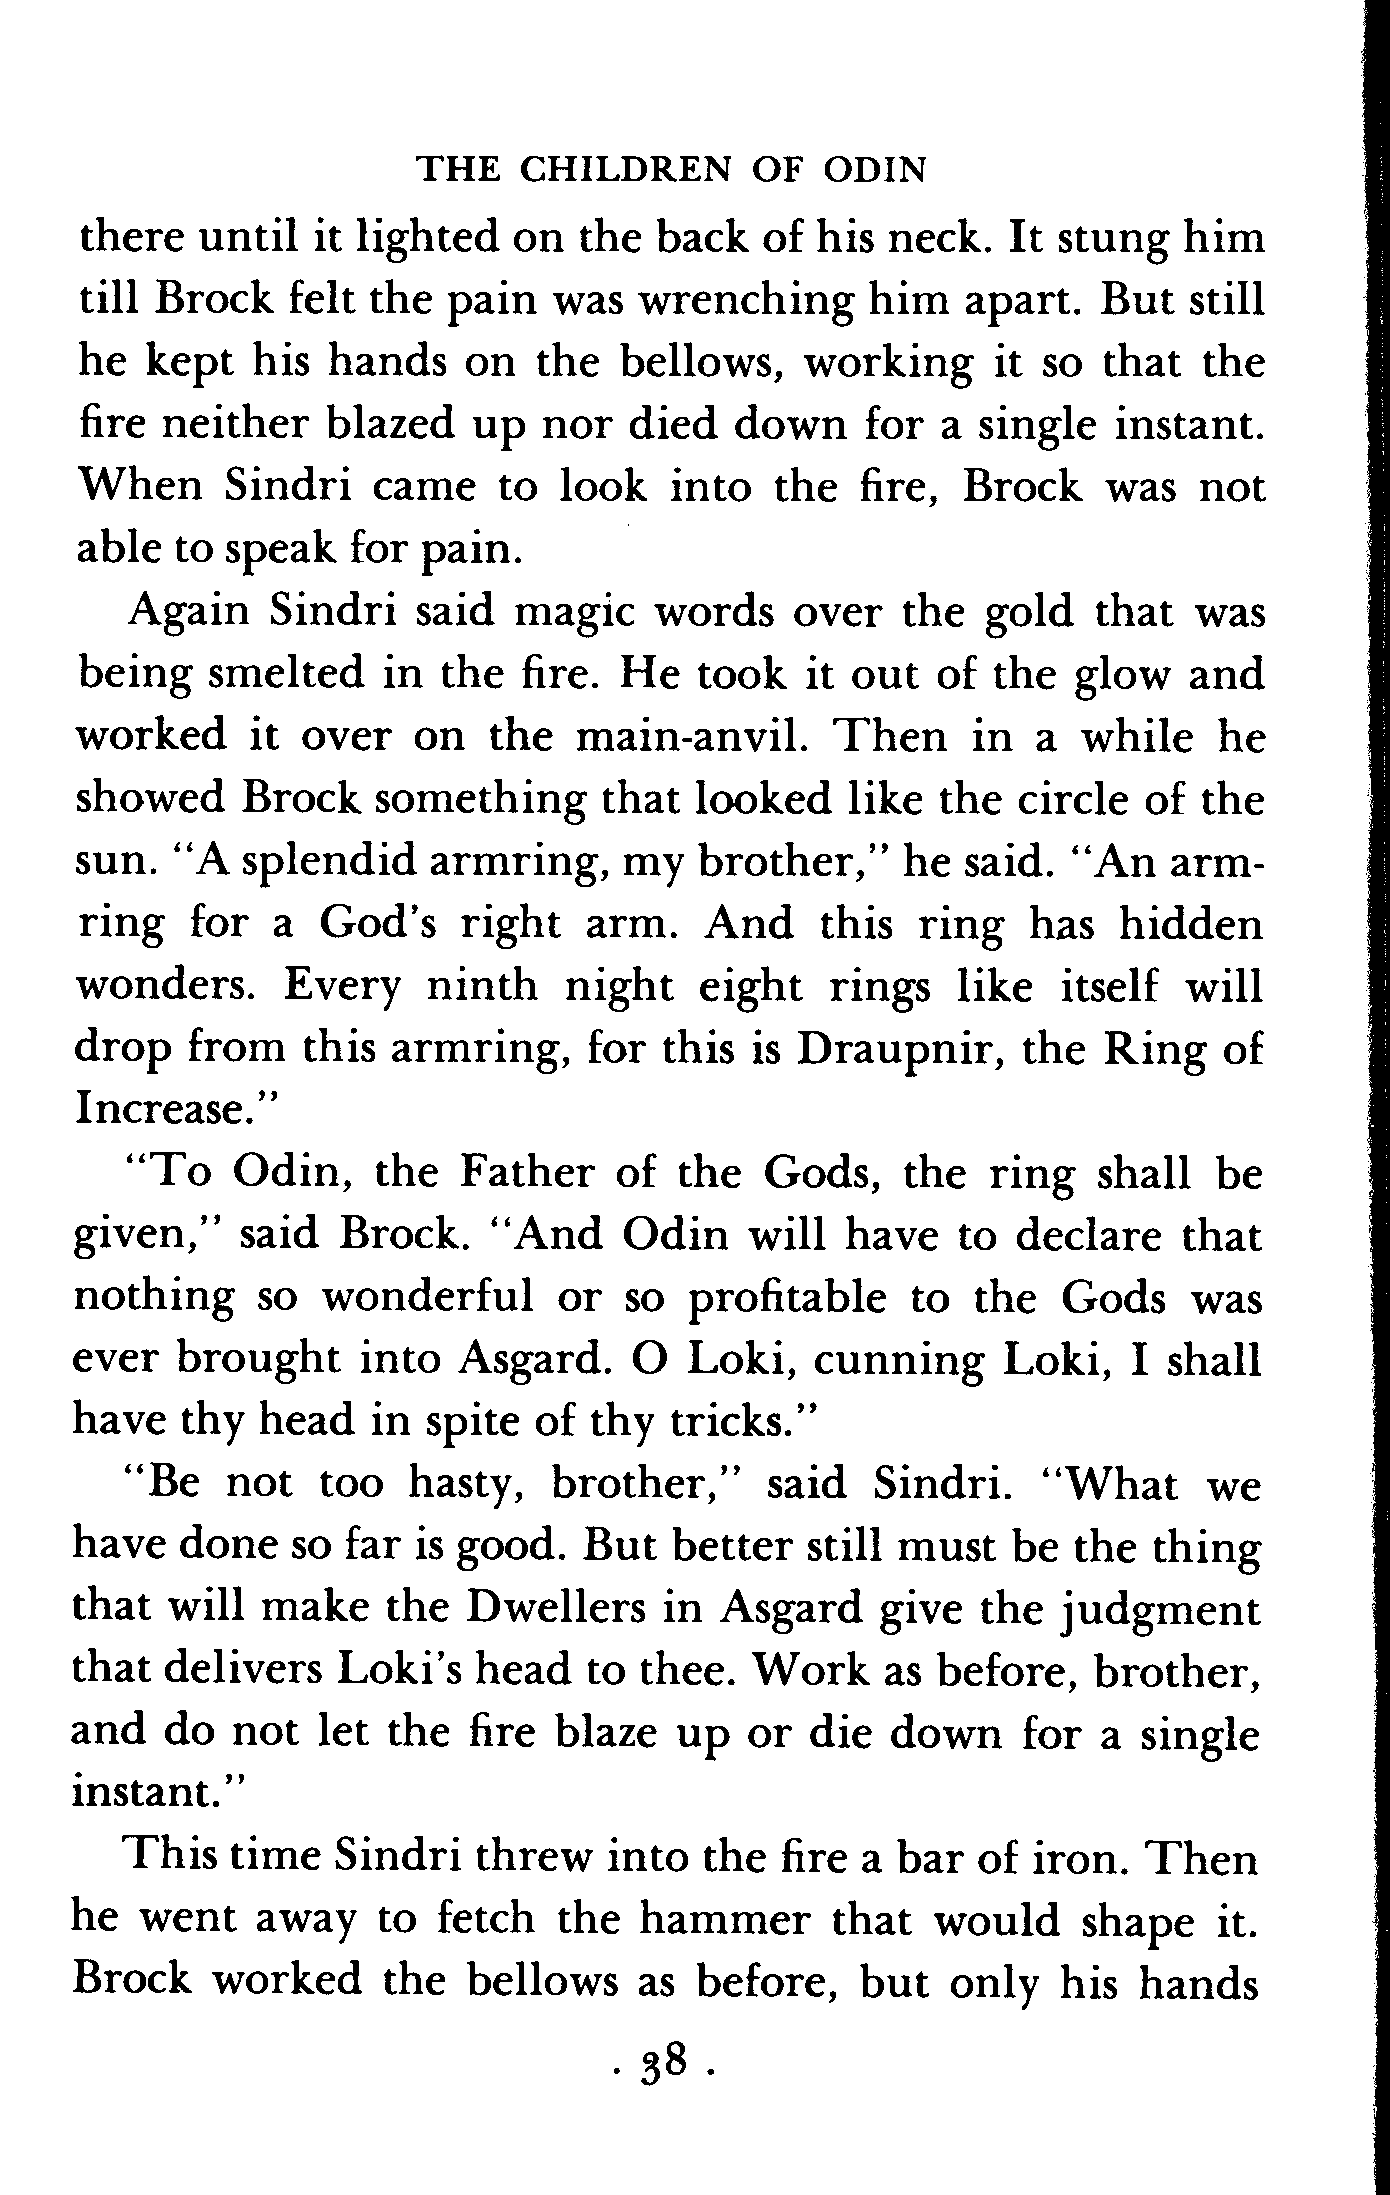 THE CHILDREN OF ODIN
there until it lighted on the back of his neck. It stung him
till Brock felt the pain was wrenching him apart. But still
he kept his hands on the bellows, working it so that the
fire neither blazed up nor died down for a single instant.
When Sindri came to look into the fire, Brock was not
able to speak for pain.
Again Sindri said magic words over the gold that was
being smelted in the fire. He took it out of the glow and
worked it over on the main-anvil. Then in a while he
showed Brock something that looked like the circle of the
sun. "A splendid armring, my brother," he said. "An arm-
ring for a God's right arm. And this ring has hidden
wonders. Every ninth night eight rings like itself will
drop from this armring, for this is Draupnir, the Ring of
Increase."
"To Odin, the Father of the Gods, the ring shall be
given," said Brock. "And Odin will have to declare that
nothing so wonderful or so profitable to the Gods was
ever brought into Asgard. O Loki, cunning Loki, I shall
have thy head in spite of thy tricks."
"Be not too hasty, brother," said Sindri. "What we
have done so far is good. But better still must be the thing
that will make the Dwellers in Asgard give the judgment
that delivers Loki's head to thee. Work as before, brother,
and do not let the fire blaze up or die down for a single
instant."
This time Sindri threw into the fire a bar of iron. Then
he went away to fetch the hammer that would shape it.
Brock worked the bellows as before, but only his hands
· 38 ·